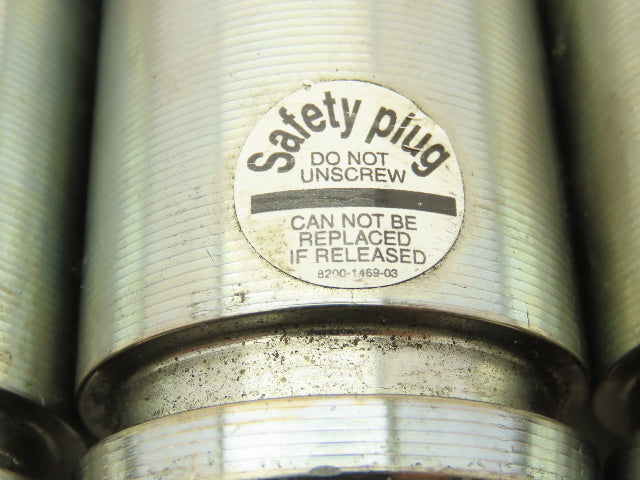 Safety plug
DO NOT
UNSCREW
CAN NOT BE
REPLACED
IF RELEASED
8200-1469-03